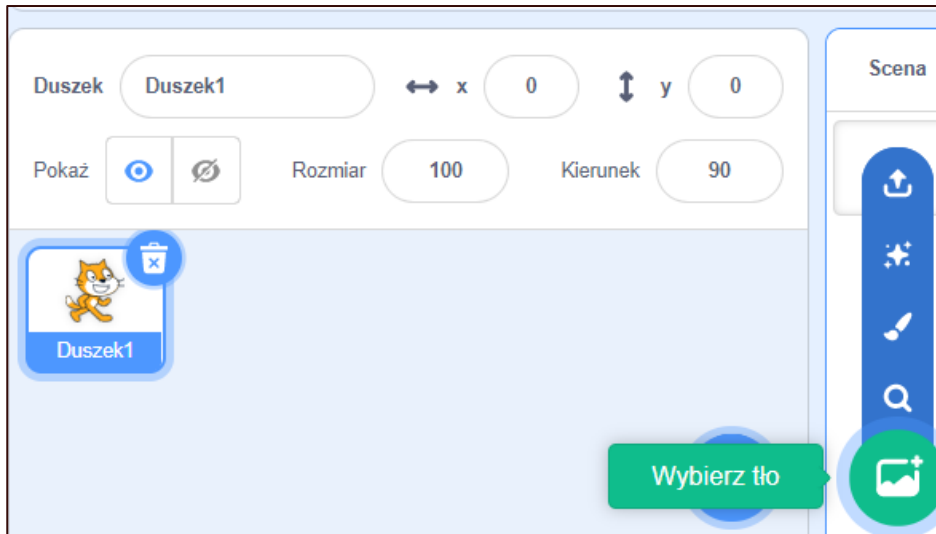 Duszek Duszek1 x 0 y 0
Scena
Pokaż Rozmiar 100 Kierunek 90
Duszek1
Wybierz tło